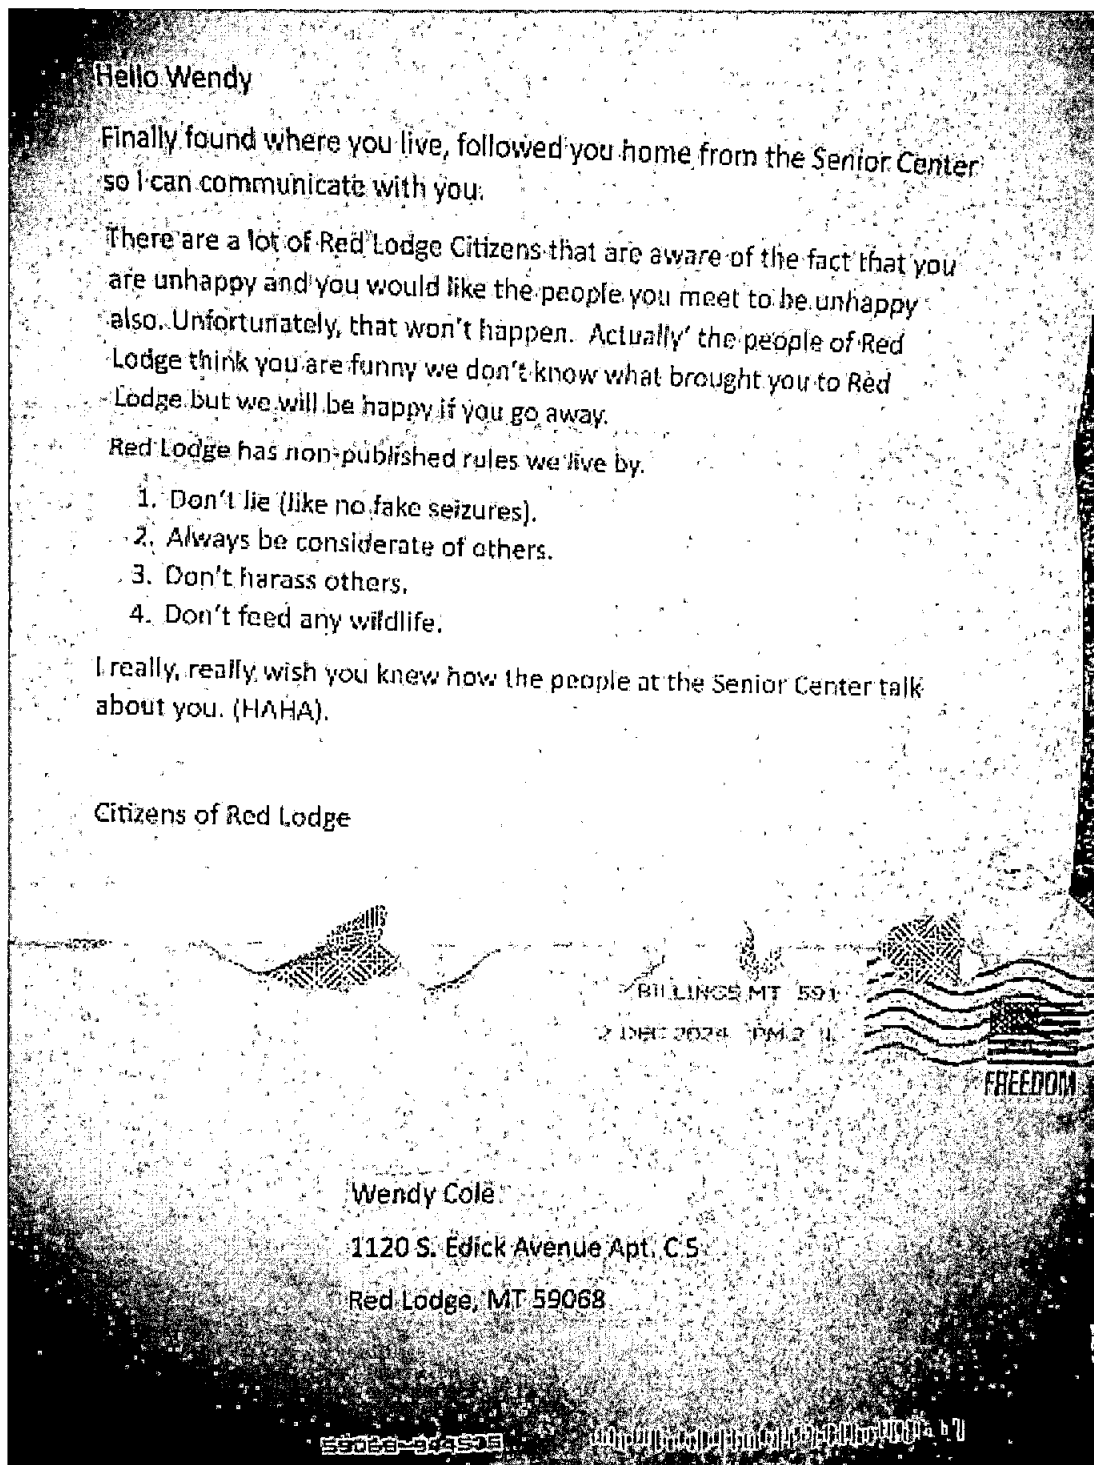 Hello Wendy
Finally found where you live, followed you home from the Senior Center
so I can communicate with you.
There are a lot of Red Lodge Citizens that are aware of the fact that you
are unhappy and you would like the people you meet to be unhappy
also. Unfortunately, that won't happen. Actually' the people of Red
Lodge think you are funny we don't know what brought you to Red
Lodge but we will be happy if you go away.
Red Lodge has non-published rules we live by.
1. Don't lie (like no fake seizures).
2. Always be considerate of others.
3. Don't harass others.
4. Don't feed any wildlife.
I really, really wish you knew how the people at the Senior Center talk
about you. (HAHA).
Citizens of Red Lodge
BILLINGS MT 591
2 DEC 2024 PM 2 L
FREEDOM
Wendy Cole
1120 S. Edick Avenue Apt. C 5
Red Lodge, MT 59068